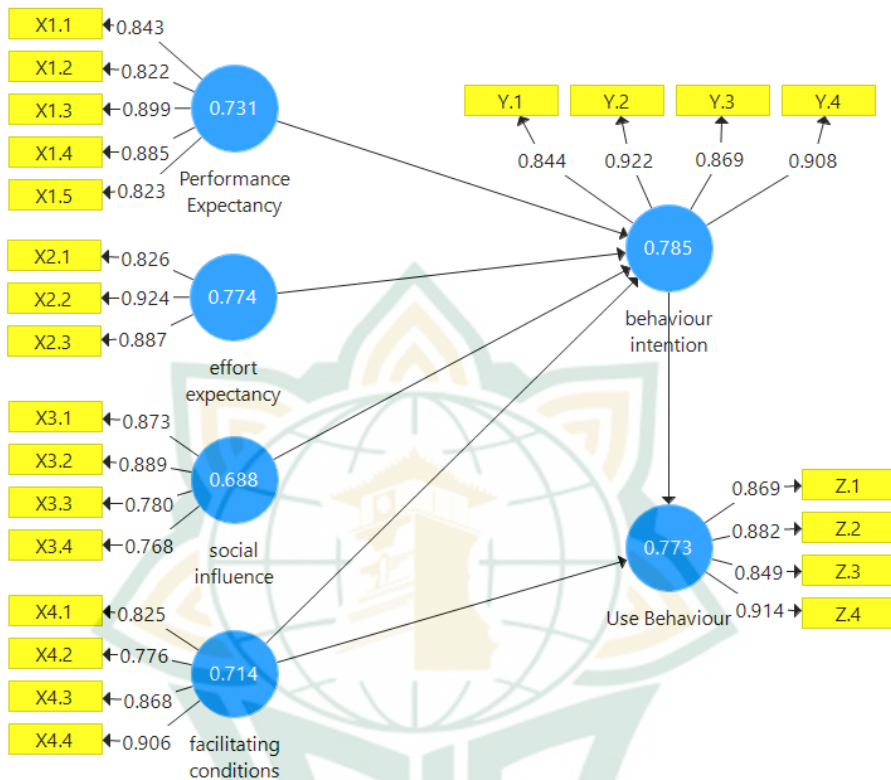 X1.1
0.843
X1.2
0.822
X1.3
0.899
X1.4
0.885
X1.5
0.823
0.731
Performance
Expectancy
X2.1
0.826
X2.2
0.924
X2.3
0.887
0.774
effort
expectancy
X3.1
0.873
X3.2
0.889
X3.3
0.780
X3.4
0.768
0.688
social
influence
X4.1
0.825
X4.2
0.776
X4.3
0.868
X4.4
0.906
0.714
facilitating
conditions
Y.1
Y.2
Y.3
Y.4
0.844
0.922
0.869
0.908
0.785
behaviour
intention
0.773
Use Behaviour
0.869
Z.1
0.882
Z.2
0.849
Z.3
0.914
Z.4